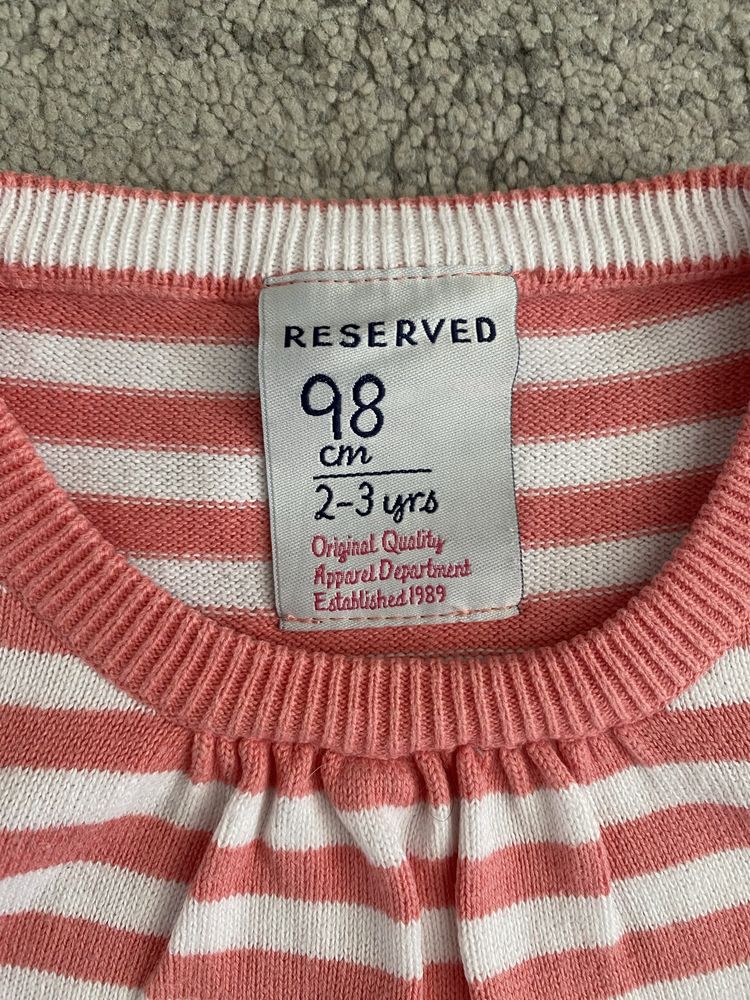 RESERVED
98
cm
2-3 yrs
Original Quality
Apparel Department
Established 1989